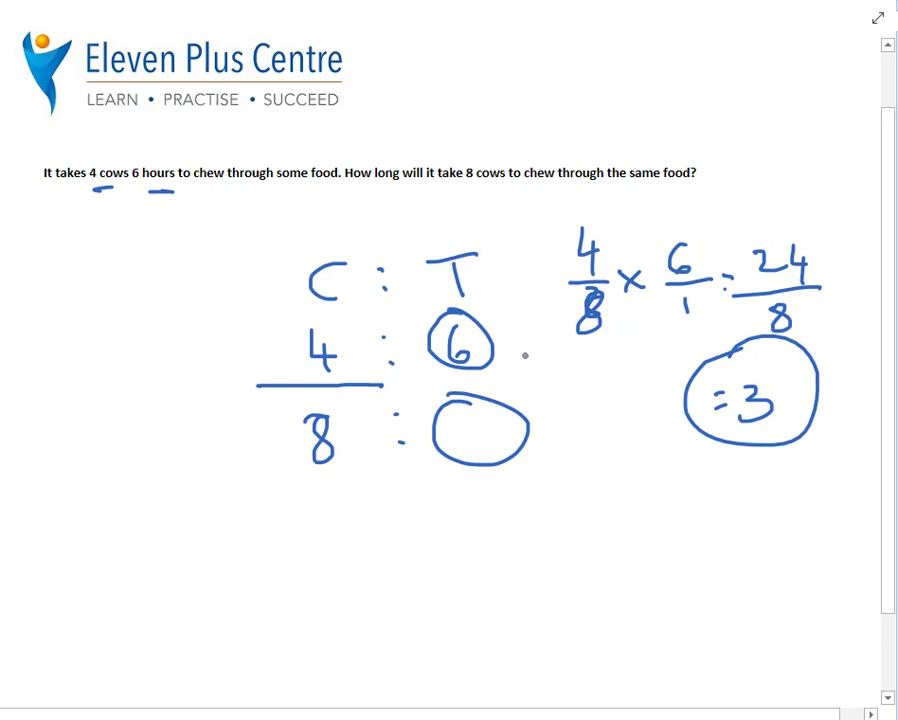 Eleven Plus Centre
LEARN • PRACTISE • SUCCEED
It takes 4 cows 6 hours to chew through some food. How long will it take 8 cows to chew through the same food?
C : T
4 : 6
8 :
4/8 × 6/1 = 24/8
= 3